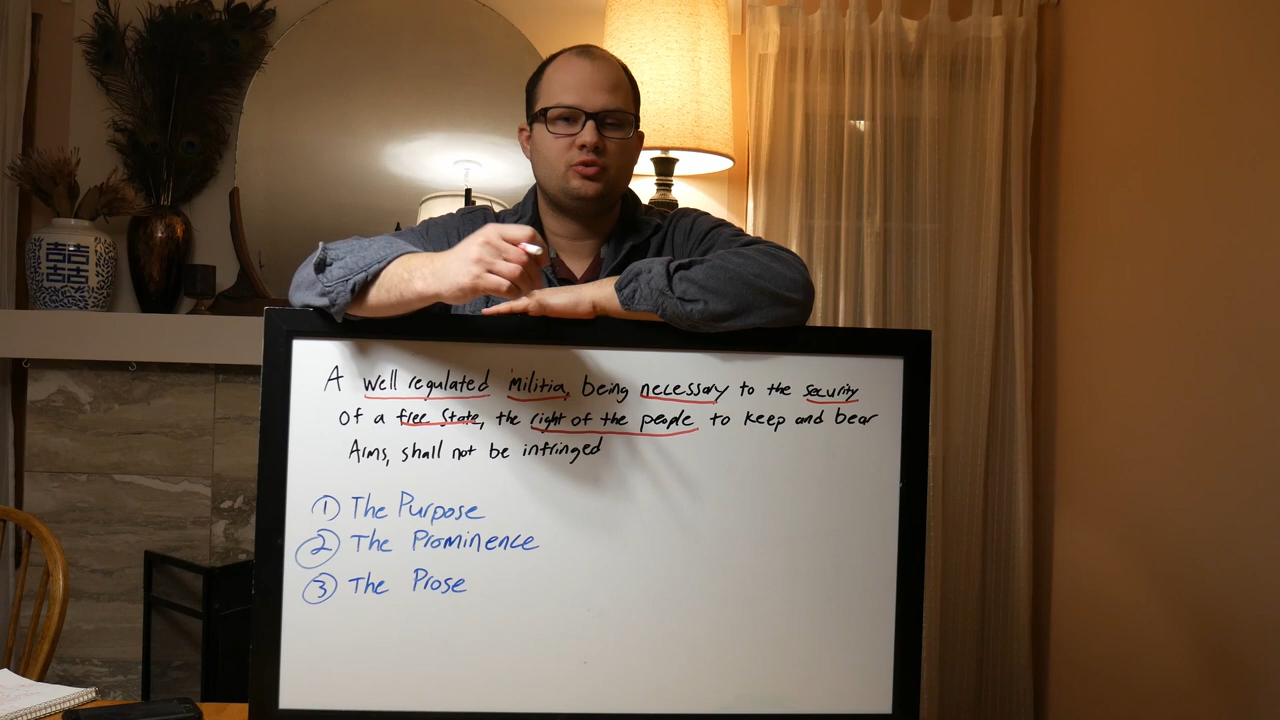 A well regulated Militia, being necessary to the security
of a free State, the right of the people to keep and bear
Arms, shall not be infringed
① The Purpose
② The Prominence
③ The Prose
囍